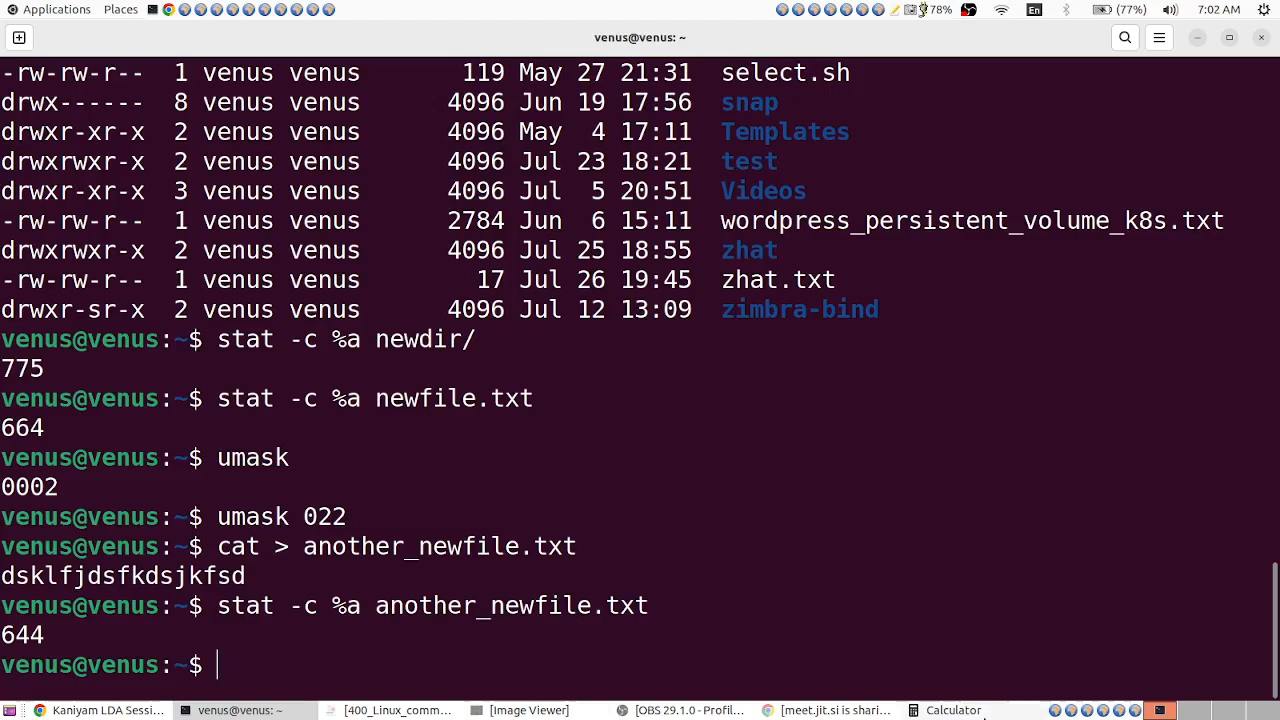 Applications Places 78% En (77%) 7:02 AM
venus@venus: ~
-rw-rw-r-- 1 venus venus 119 May 27 21:31 select.sh
drwx------ 8 venus venus 4096 Jun 19 17:56 snap
drwxr-xr-x 2 venus venus 4096 May 4 17:11 Templates
drwxrwxr-x 2 venus venus 4096 Jul 23 18:21 test
drwxr-xr-x 3 venus venus 4096 Jul 5 20:51 Videos
-rw-rw-r-- 1 venus venus 2784 Jun 6 15:11 wordpress_persistent_volume_k8s.txt
drwxrwxr-x 2 venus venus 4096 Jul 25 18:55 zhat
-rw-rw-r-- 1 venus venus 17 Jul 26 19:45 zhat.txt
drwxr-sr-x 2 venus venus 4096 Jul 12 13:09 zimbra-bind
venus@venus:~$ stat -c %a newdir/
775
venus@venus:~$ stat -c %a newfile.txt
664
venus@venus:~$ umask
0002
venus@venus:~$ umask 022
venus@venus:~$ cat > another_newfile.txt
dsklfjdsfkdsjkfsd
venus@venus:~$ stat -c %a another_newfile.txt
644
venus@venus:~$
Kaniyam LDA Sessi... venus@venus: ~ [400_Linux_comm... [Image Viewer] [OBS 29.1.0 - Profil... [meet.jit.si is shari... Calculator